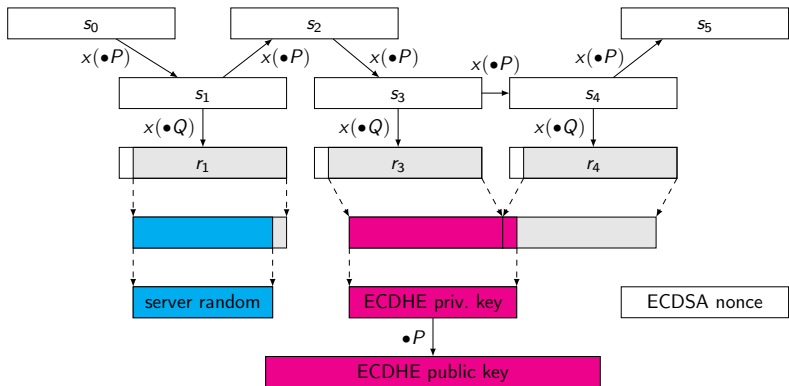 s₀ s₂ s₅
x(•P) x(•P) x(•P) x(•P) x(•P)
s₁ s₃ s₄
x(•Q) x(•Q) x(•Q)
r₁ r₃ r₄
server random ECDHE priv. key ECDSA nonce
•P
ECDHE public key